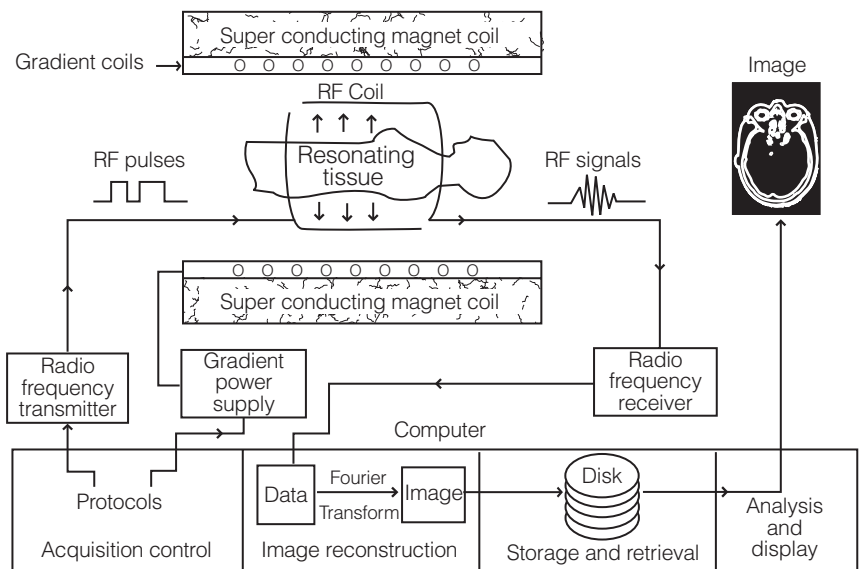 Super conducting magnet coil
Gradient coils
O O O O O O O O O
Image
RF Coil
RF pulses
Resonating
tissue
RF signals
O O O O O O O O O
Super conducting magnet coil
Radio
frequency
transmitter
Gradient
power
supply
Radio
frequency
receiver
Computer
Protocols
Acquisition control
Data
Fourier
Transform
Image
Image reconstruction
Disk
Storage and retrieval
Analysis
and
display